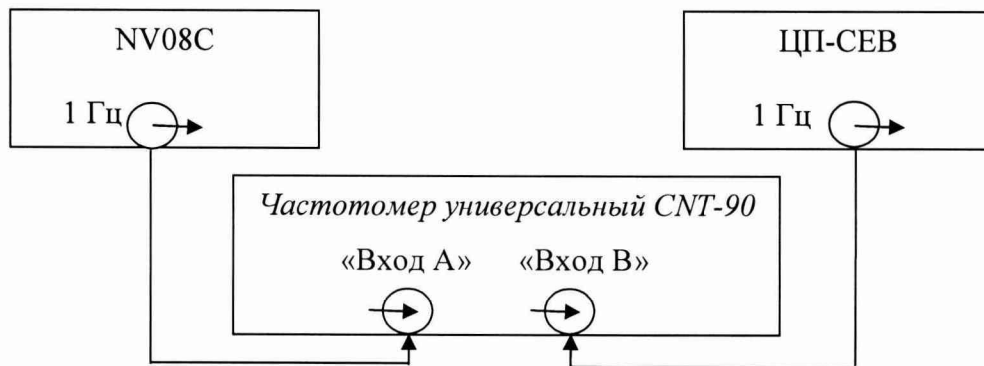 NV08C
ЦП-СЕВ
1 Гц
1 Гц
Частотомер универсальный CNT-90
«Вход А» «Вход В»